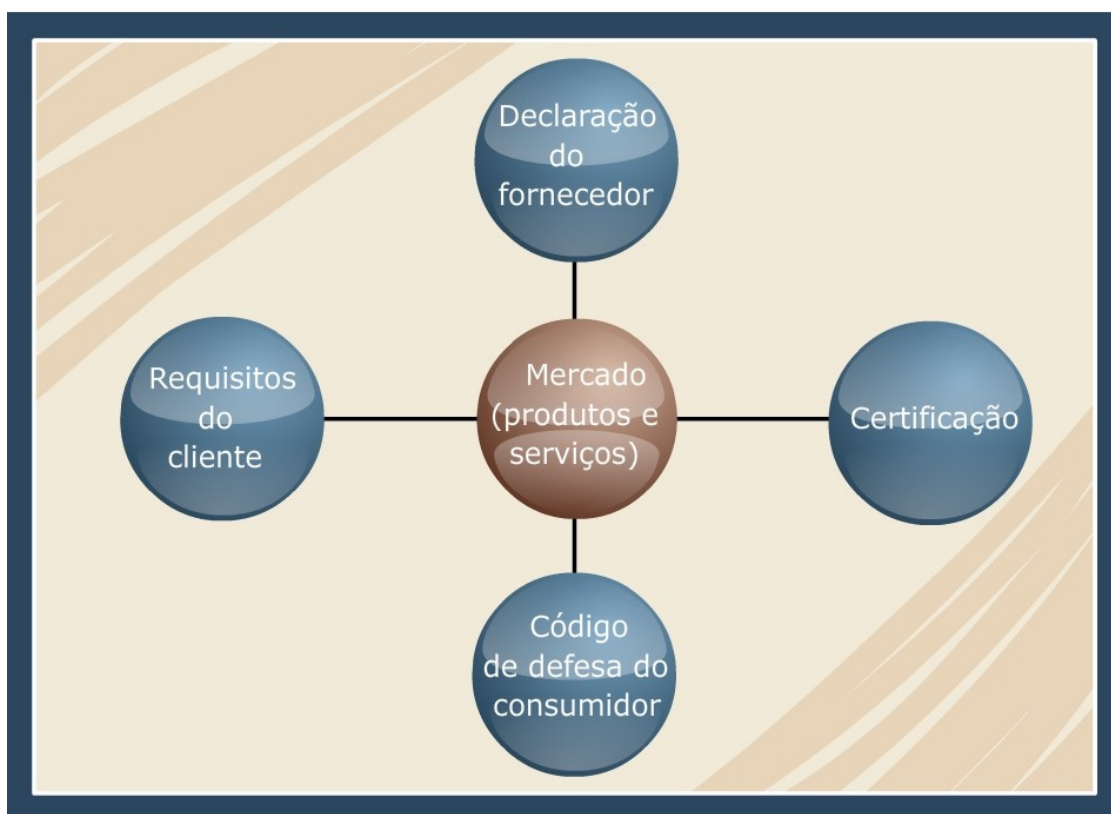 Declaração
do
fornecedor
Requisitos
do
cliente
Mercado
(produtos e
serviços)
Certificação
Código
de defesa do
consumidor